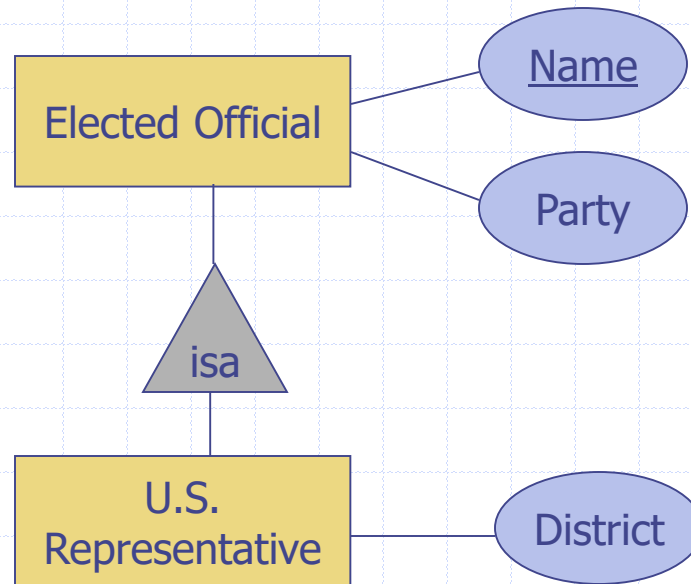 Name
Elected Official
Party
isa
U.S.
Representative
District